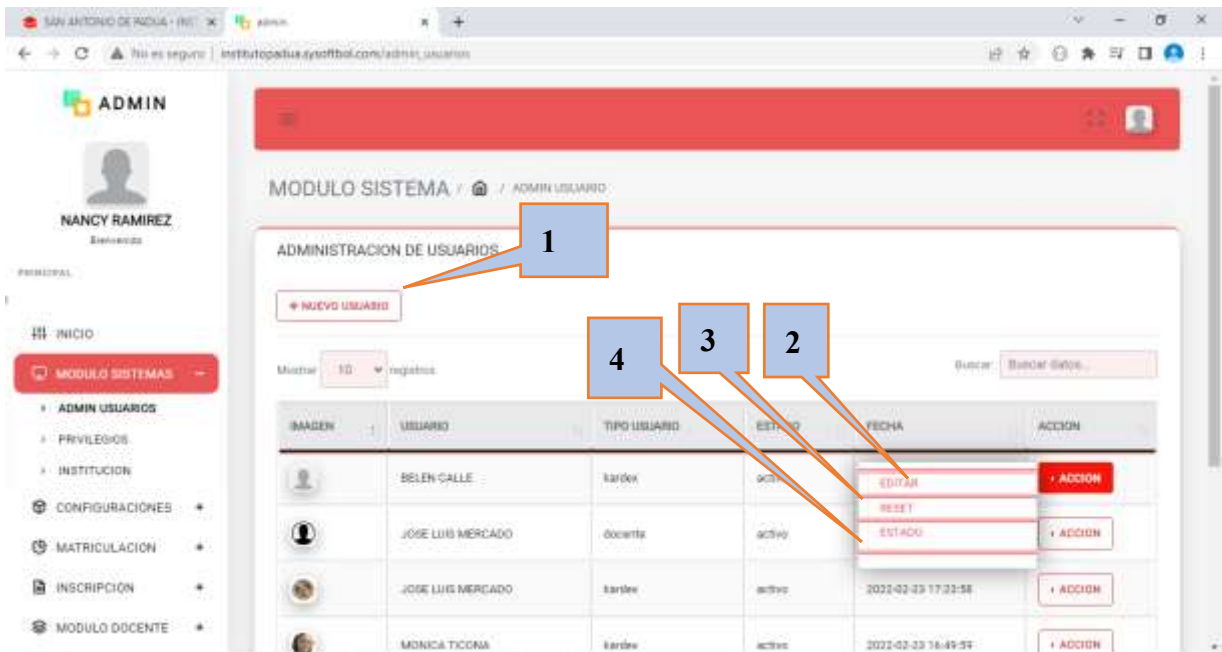 SAN ANTONIO DE PADUA - INST
admin
No es seguro | institutopadua.sysoftbol.com/admin_usuarios
ADMIN
NANCY RAMIREZ
Bienvenido
PRINCIPAL
INICIO
MODULO SISTEMAS
ADMIN USUARIOS
PRIVILEGIOS
INSTITUCION
CONFIGURACIONES
MATRICULACION
INSCRIPCION
MODULO DOCENTE
MODULO SISTEMA / / ADMIN USUARIO
ADMINISTRACION DE USUARIOS
1
+ NUEVO USUARIO
4
3
2
Mostrar 10 registros
Buscar: Buscar datos...
IMAGEN USUARIO TIPO USUARIO ESTADO FECHA ACCION
BELEN CALLE kardex activo ACCION
EDITAR
RESET
ESTADO
JOSE LUIS MERCADO docente activo ACCION
JOSE LUIS MERCADO kardex activo 2022-02-23 17:22:58 ACCION
MONICA TICONA kardex activo 2022-02-23 16:49:59 ACCION